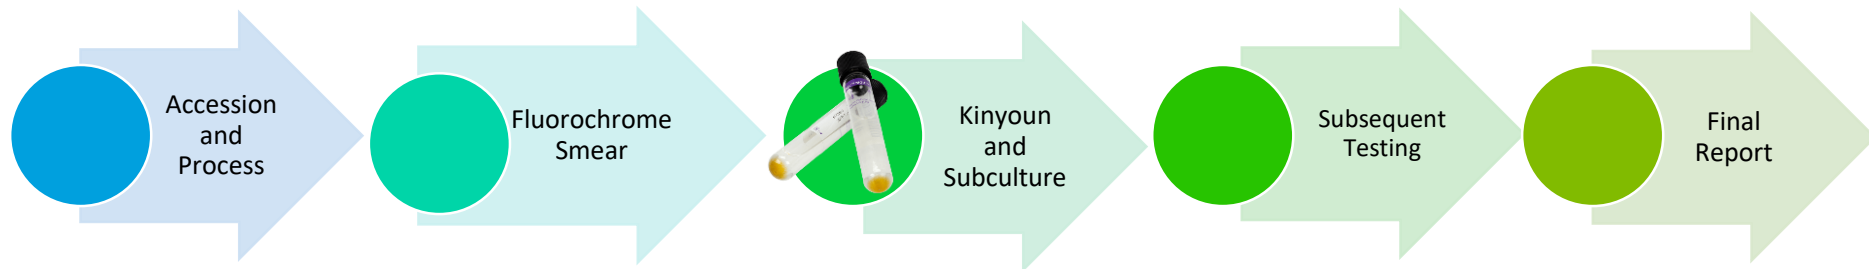 Accession
and
Process
Fluorochrome
Smear
Kinyoun
and
Subculture
Subsequent
Testing
Final
Report